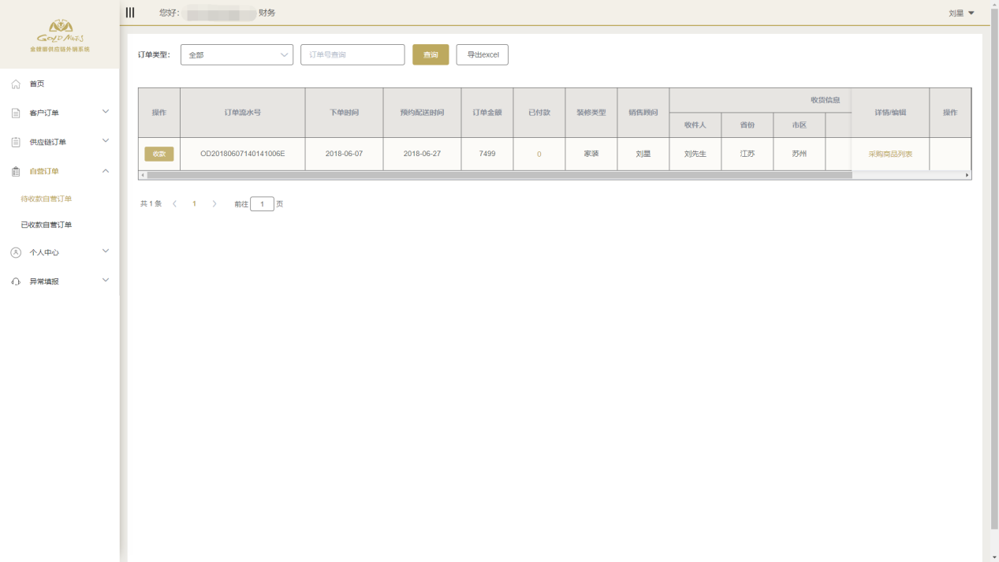 您好： 财务
刘星
GOLD MANTIS
金螳螂供应链外销系统
首页
客户订单
供应链订单
自营订单
待收款自营订单
已收款自营订单
个人中心
异常填报
订单类型： 全部 订单号查询 查询 导出excel
操作 订单流水号 下单时间 预约配送时间 订单金额 已付款 装修类型 销售顾问 收货信息 详情/编辑 操作
收件人 省份 市区
收款 OD20180607140141006E 2018-06-07 2018-06-27 7499 0 家装 刘星 刘先生 江苏 苏州 采购商品列表
共 1 条 1 前往 1 页